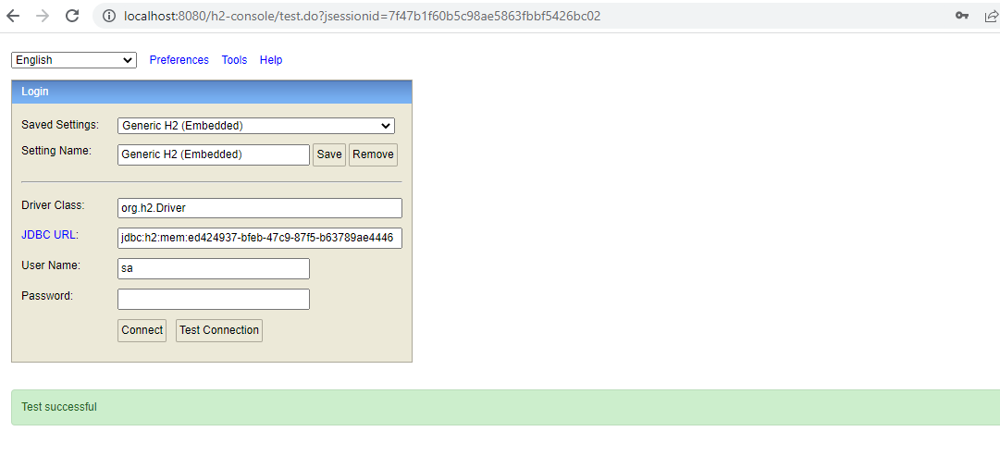 localhost:8080/h2-console/test.do?jsessionid=7f47b1f60b5c98ae5863fbbf5426bc02
English Preferences Tools Help
Login
Saved Settings: Generic H2 (Embedded)
Setting Name: Generic H2 (Embedded) Save Remove
Driver Class: org.h2.Driver
JDBC URL: jdbc:h2:mem:ed424937-bfeb-47c9-87f5-b63789ae4446
User Name: sa
Password:
Connect Test Connection
Test successful